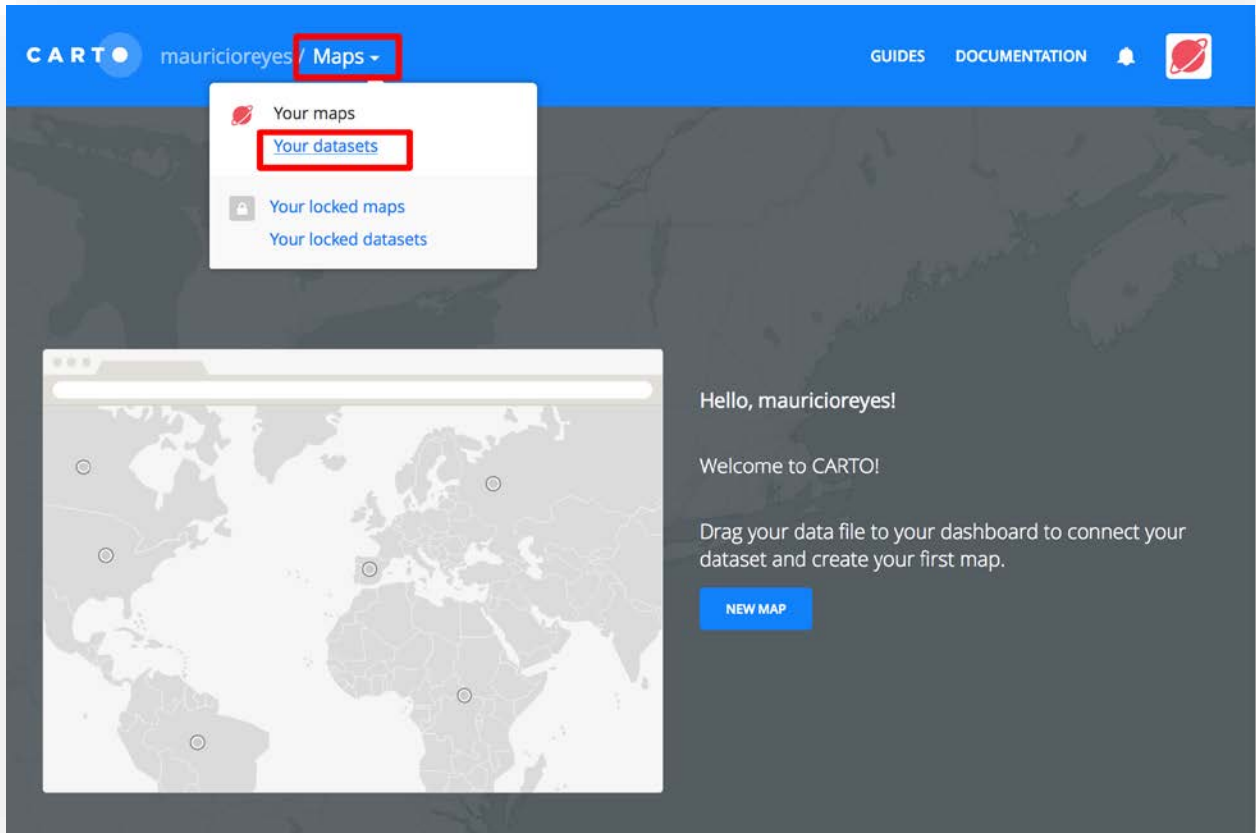 CARTO mauricioreyes / Maps GUIDES DOCUMENTATION
Your maps
Your datasets
Your locked maps
Your locked datasets
Hello, mauricioreyes!
Welcome to CARTO!
Drag your data file to your dashboard to connect your
dataset and create your first map.
NEW MAP